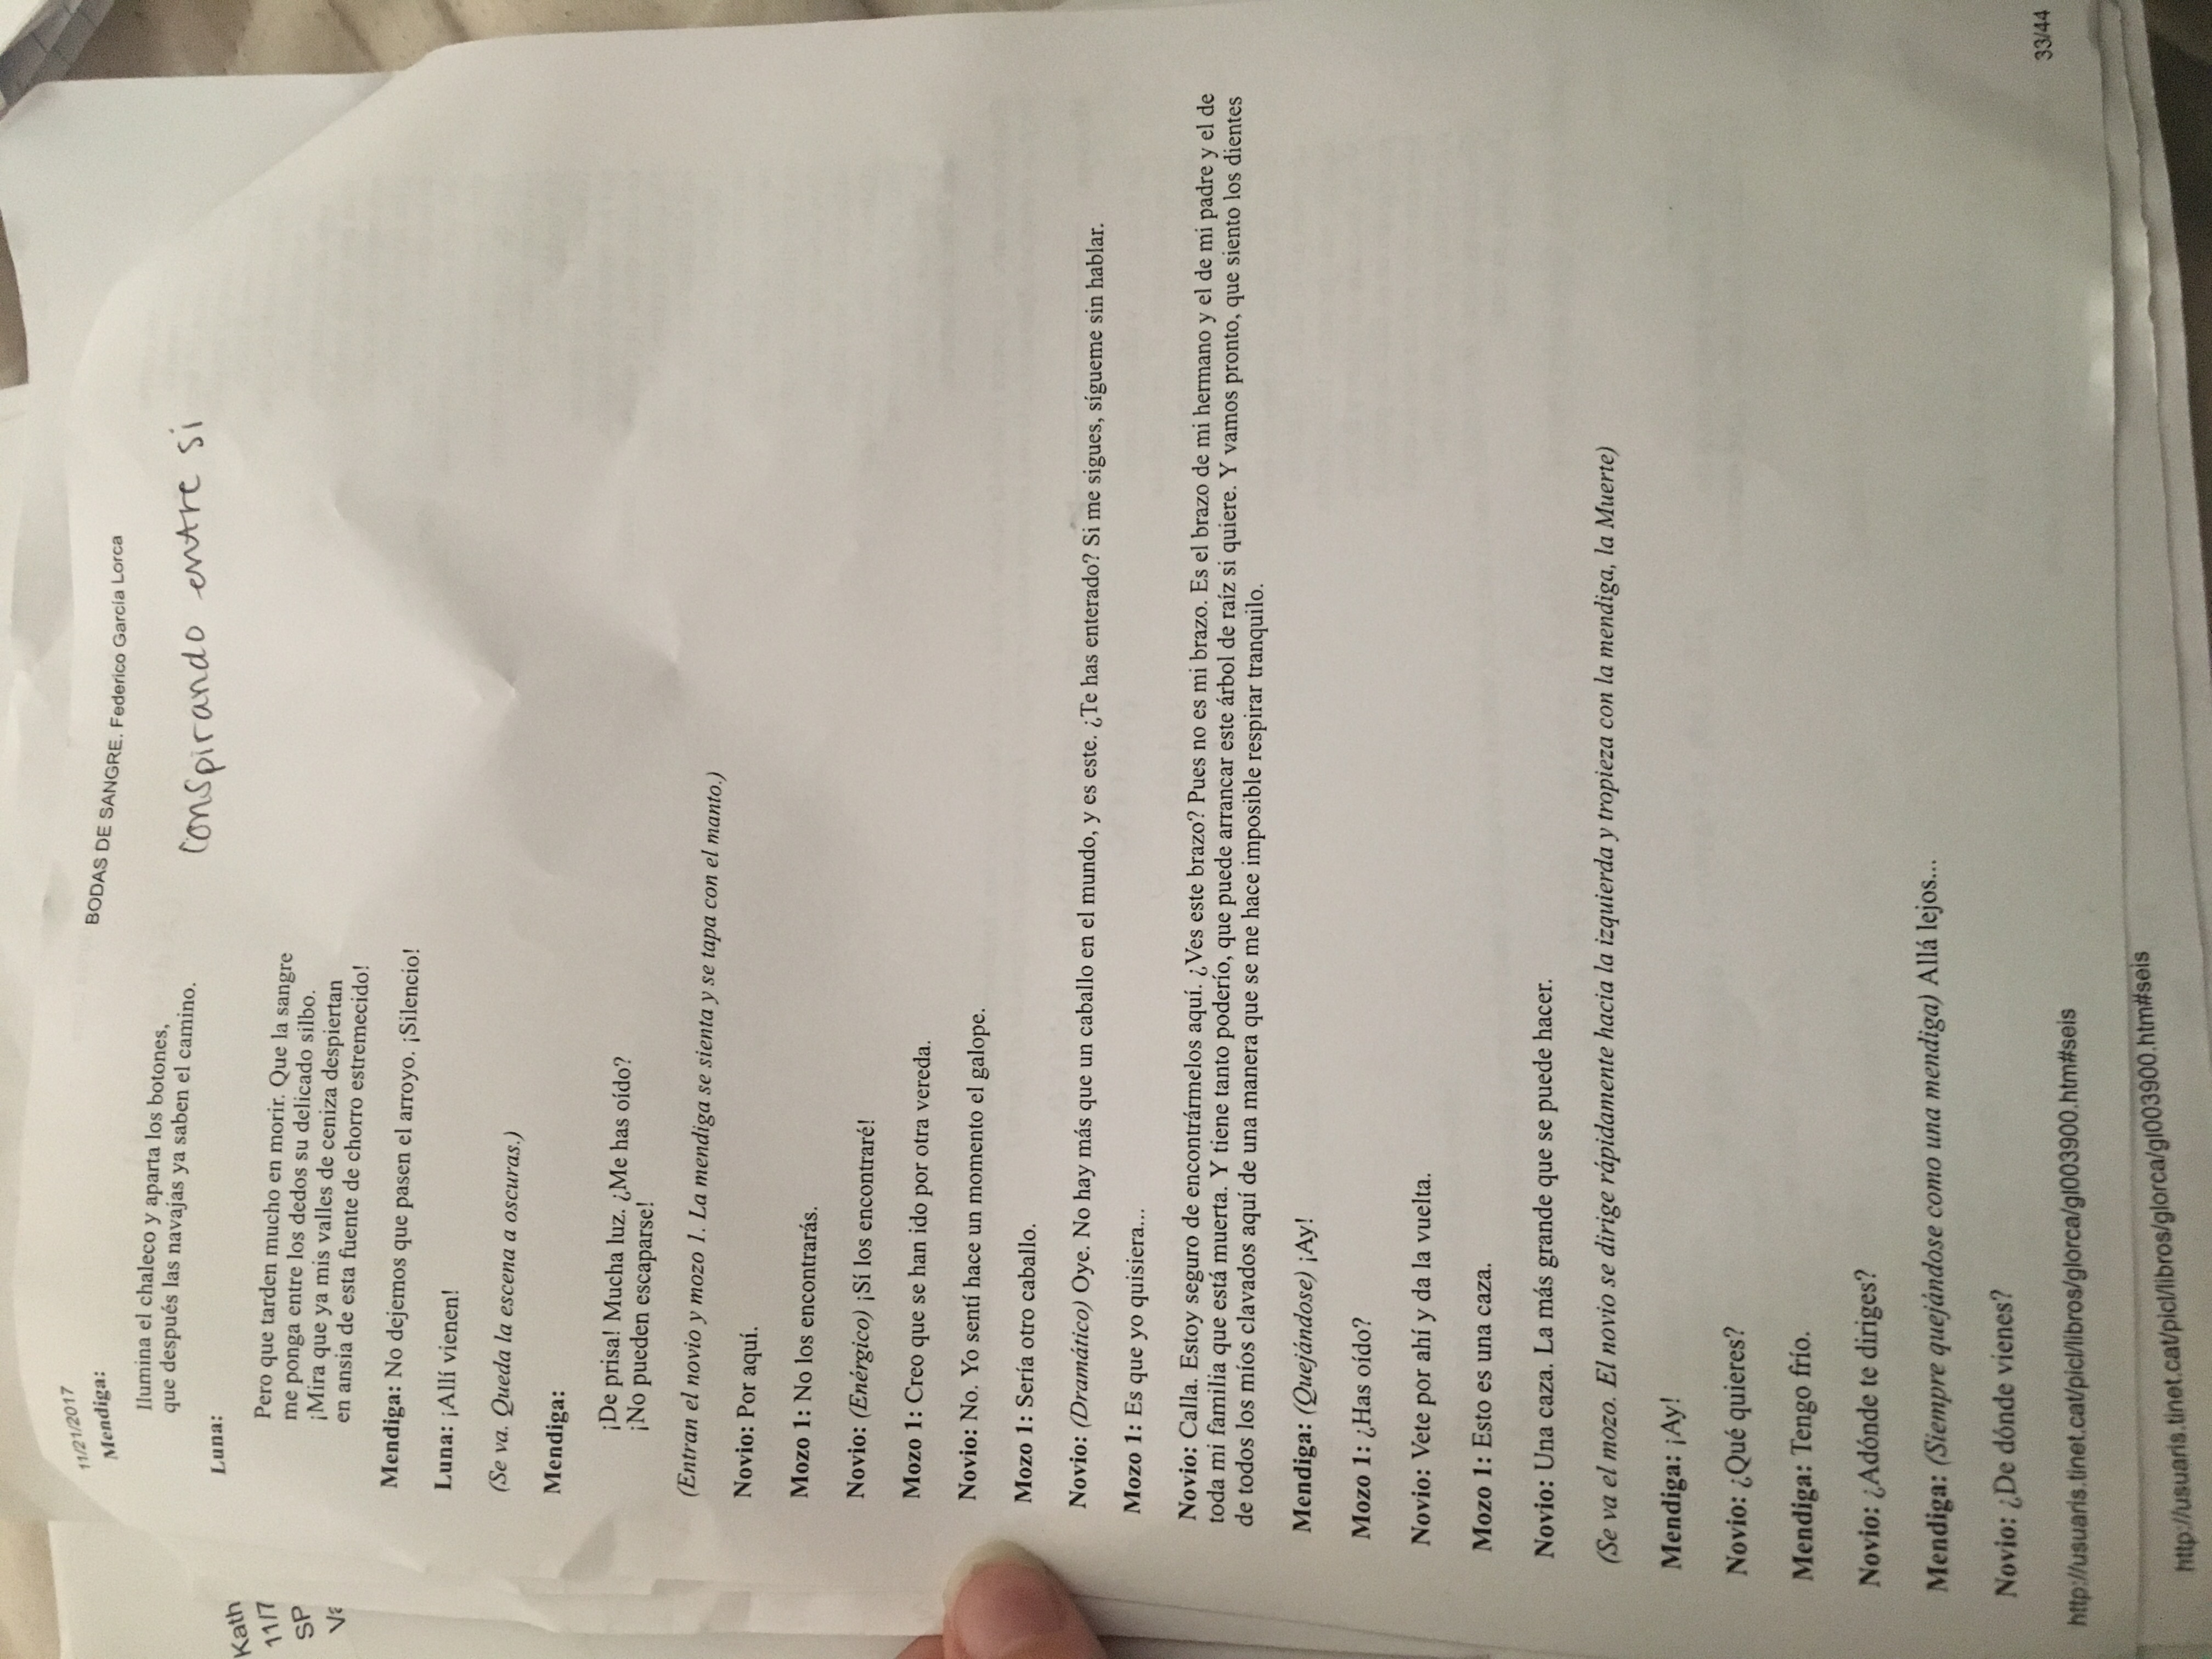 11/21/2017
BODAS DE SANGRE. Federico García Lorca
Mendiga:
Ilumina el chaleco y aparta los botones,
que después las navajas ya saben el camino.
conspirando entre si
Luna:
Pero que tarden mucho en morir. Que la sangre
me ponga entre los dedos su delicado silbo.
¡Mira que ya mis valles de ceniza despiertan
en ansia de esta fuente de chorro estremecido!
Mendiga: No dejemos que pasen el arroyo. ¡Silencio!
Luna: ¡Allí vienen!
(Se va. Queda la escena a oscuras.)
Mendiga:
¡De prisa! Mucha luz. ¿Me has oído?
¡No pueden escaparse!
(Entran el novio y mozo 1. La mendiga se sienta y se tapa con el manto.)
Novio: Por aquí.
Mozo 1: No los encontrarás.
Novio: (Enérgico) ¡Sí los encontraré!
Mozo 1: Creo que se han ido por otra vereda.
Novio: No. Yo sentí hace un momento el galope.
Mozo 1: Sería otro caballo.
Novio: (Dramático) Oye. No hay más que un caballo en el mundo, y es este. ¿Te has enterado? Si me sigues, sígueme sin hablar.
Mozo 1: Es que yo quisiera...
Novio: Calla. Estoy seguro de encontrármelos aquí. ¿Ves este brazo? Pues no es mi brazo. Es el brazo de mi hermano y el de mi padre y el de
toda mi familia que está muerta. Y tiene tanto poderío, que puede arrancar este árbol de raíz si quiere. Y vamos pronto, que siento los dientes
de todos los míos clavados aquí de una manera que se me hace imposible respirar tranquilo.
Mendiga: (Quejándose) ¡Ay!
Mozo 1: ¿Has oído?
Novio: Vete por ahí y da la vuelta.
Mozo 1: Esto es una caza.
Novio: Una caza. La más grande que se puede hacer.
(Se va el mozo. El novio se dirige rápidamente hacia la izquierda y tropieza con la mendiga, la Muerte)
Mendiga: ¡Ay!
Novio: ¿Qué quieres?
Mendiga: Tengo frío.
Novio: ¿Adónde te diriges?
Mendiga: (Siempre quejándose como una mendiga) Allá lejos...
Novio: ¿De dónde vienes?
http://usuaris.tinet.cat/picl/libros/glorca/gl003900.htm#seis
33/44
http://usuaris.tinet.cat/picl/libros/glorca/gl003900.htm#seis
Kath
11/7
SP